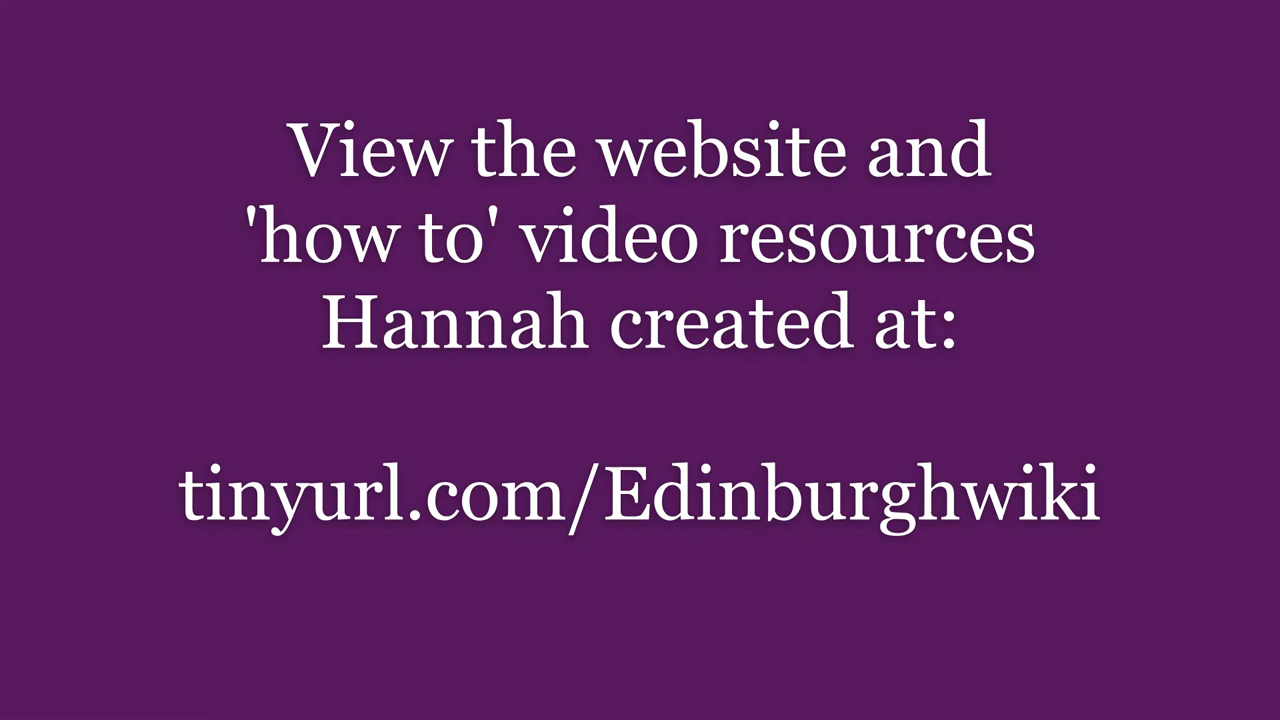 View the website and
'how to' video resources
Hannah created at:
tinyurl.com/Edinburghwiki